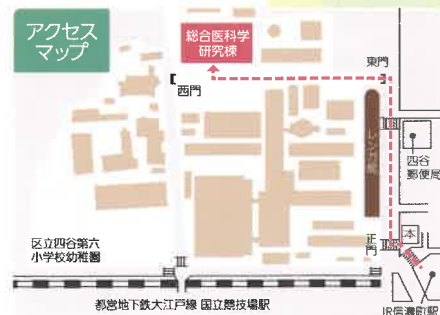 アクセス
マップ
総合医科学
研究棟
東門
西門
四谷
郵便局
本
正
門
区立四谷第六
小学校幼稚園
都営地下鉄大江戸線 国立競技場駅
JR信濃町駅